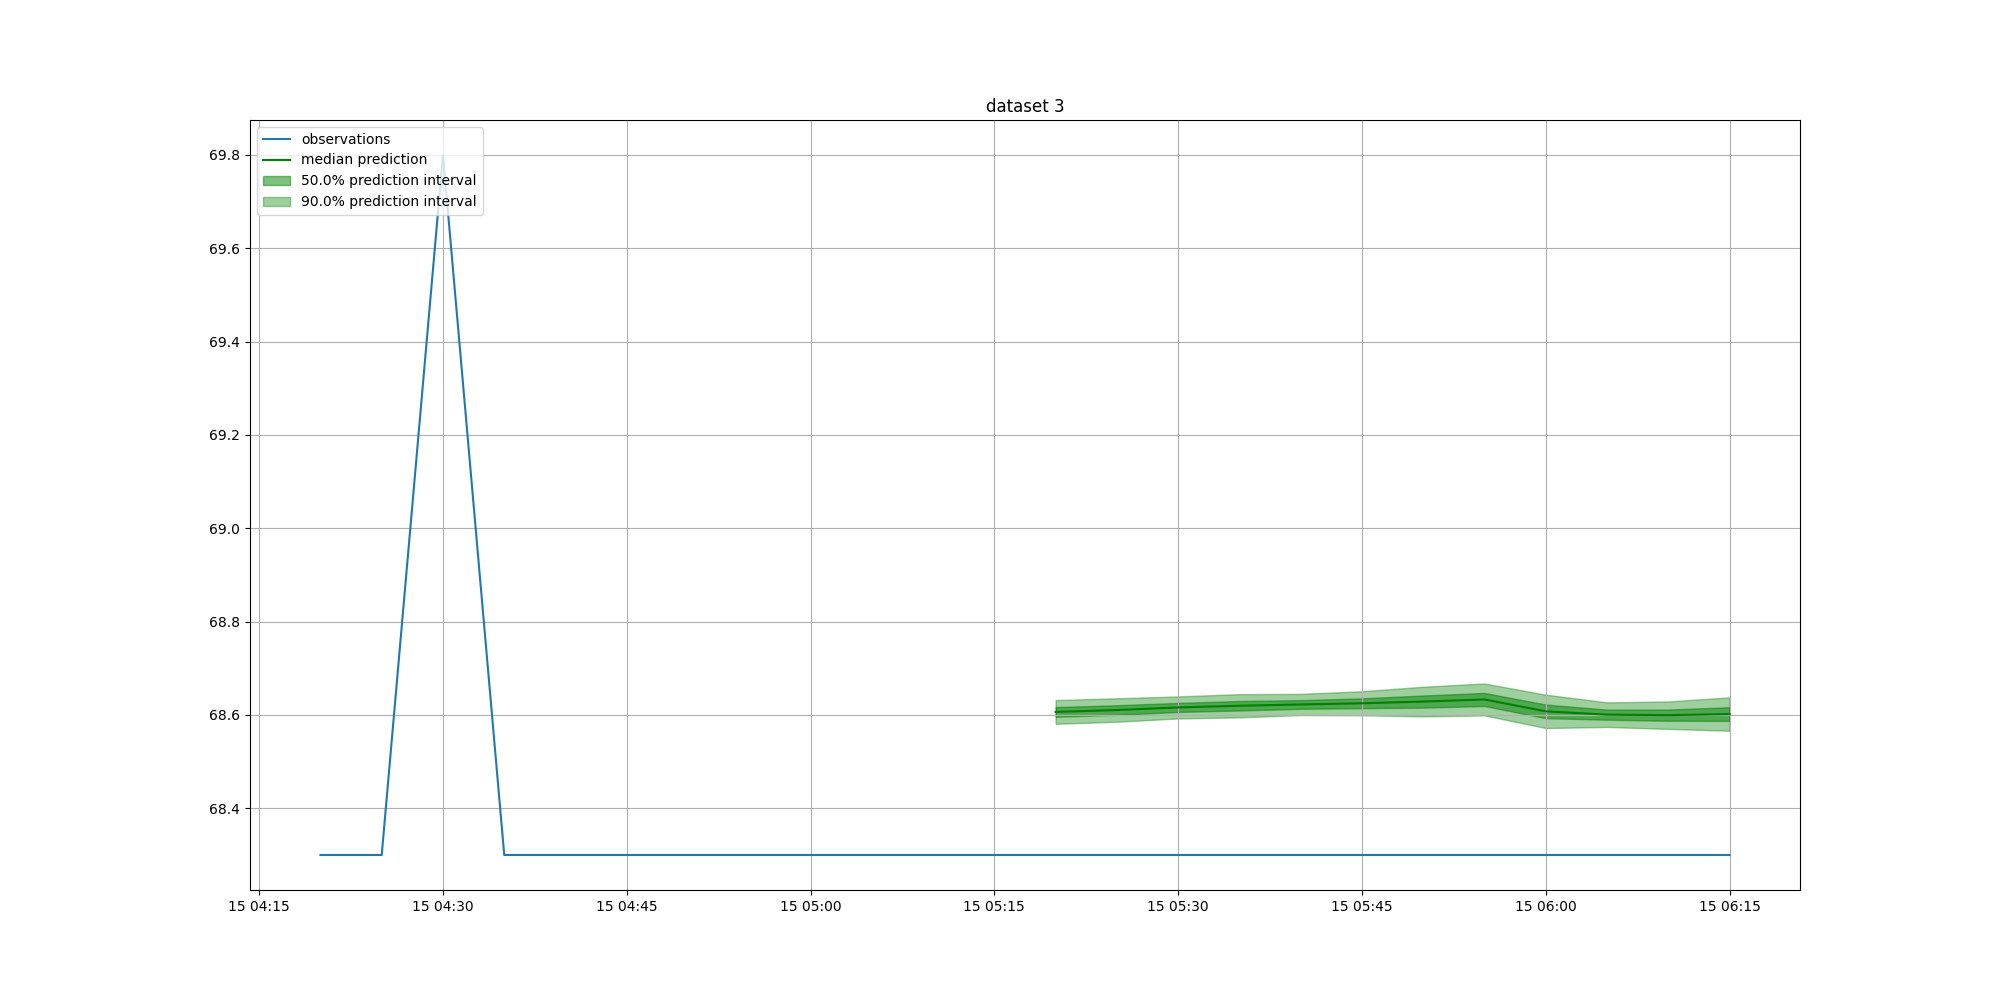 dataset 3
observations
median prediction
50.0% prediction interval
90.0% prediction interval
69.8
69.6
69.4
69.2
69.0
68.8
68.6
68.4
15 04:15 15 04:30 15 04:45 15 05:00 15 05:15 15 05:30 15 05:45 15 06:00 15 06:15